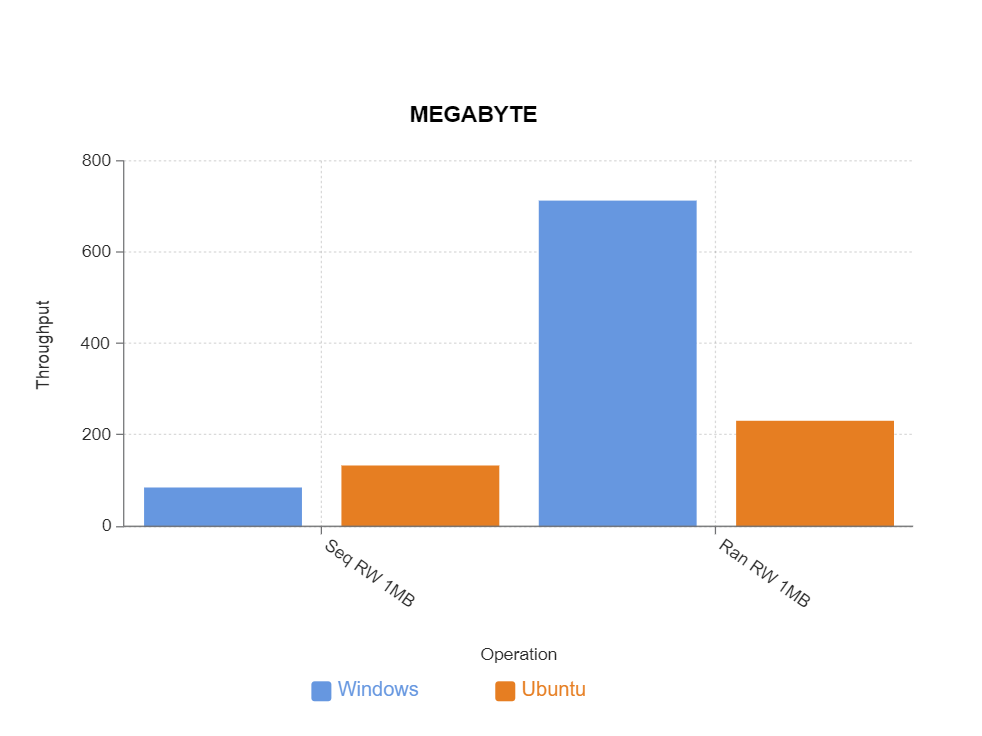 MEGABYTE
800
600
400
200
0
Throughput
Seq RW 1MB
Ran RW 1MB
Operation
Windows
Ubuntu